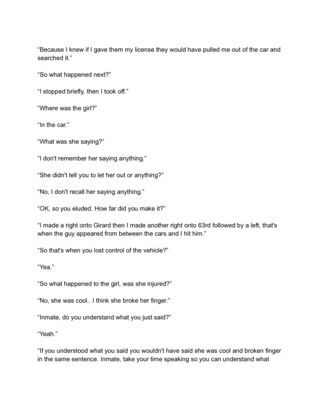 “Because I knew if I gave them my license they would have pulled me out of the car and
searched it.”
“So what happened next?”
“I stopped briefly, then I took off.”
“Where was the girl?”
“In the car.”
“What was she saying?”
“I don't remember her saying anything.”
“She didn't tell you to let her out or anything?”
“No, I don't recall her saying anything.”
“OK, so you eluded. How far did you make it?”
“I made a right onto Girard then I made another right onto 63rd followed by a left, that's
when the guy appeared from between the cars and I hit him.”
“So that's when you lost control of the vehicle?”
“Yea.”
“So what happened to the girl, was she injured?”
“No, she was cool.. I think she broke her finger.”
“Inmate, do you understand what you just said?”
“Yeah.”
“If you understood what you said you wouldn't have said she was cool and broken finger
in the same sentence. Inmate, take your time speaking so you can understand what